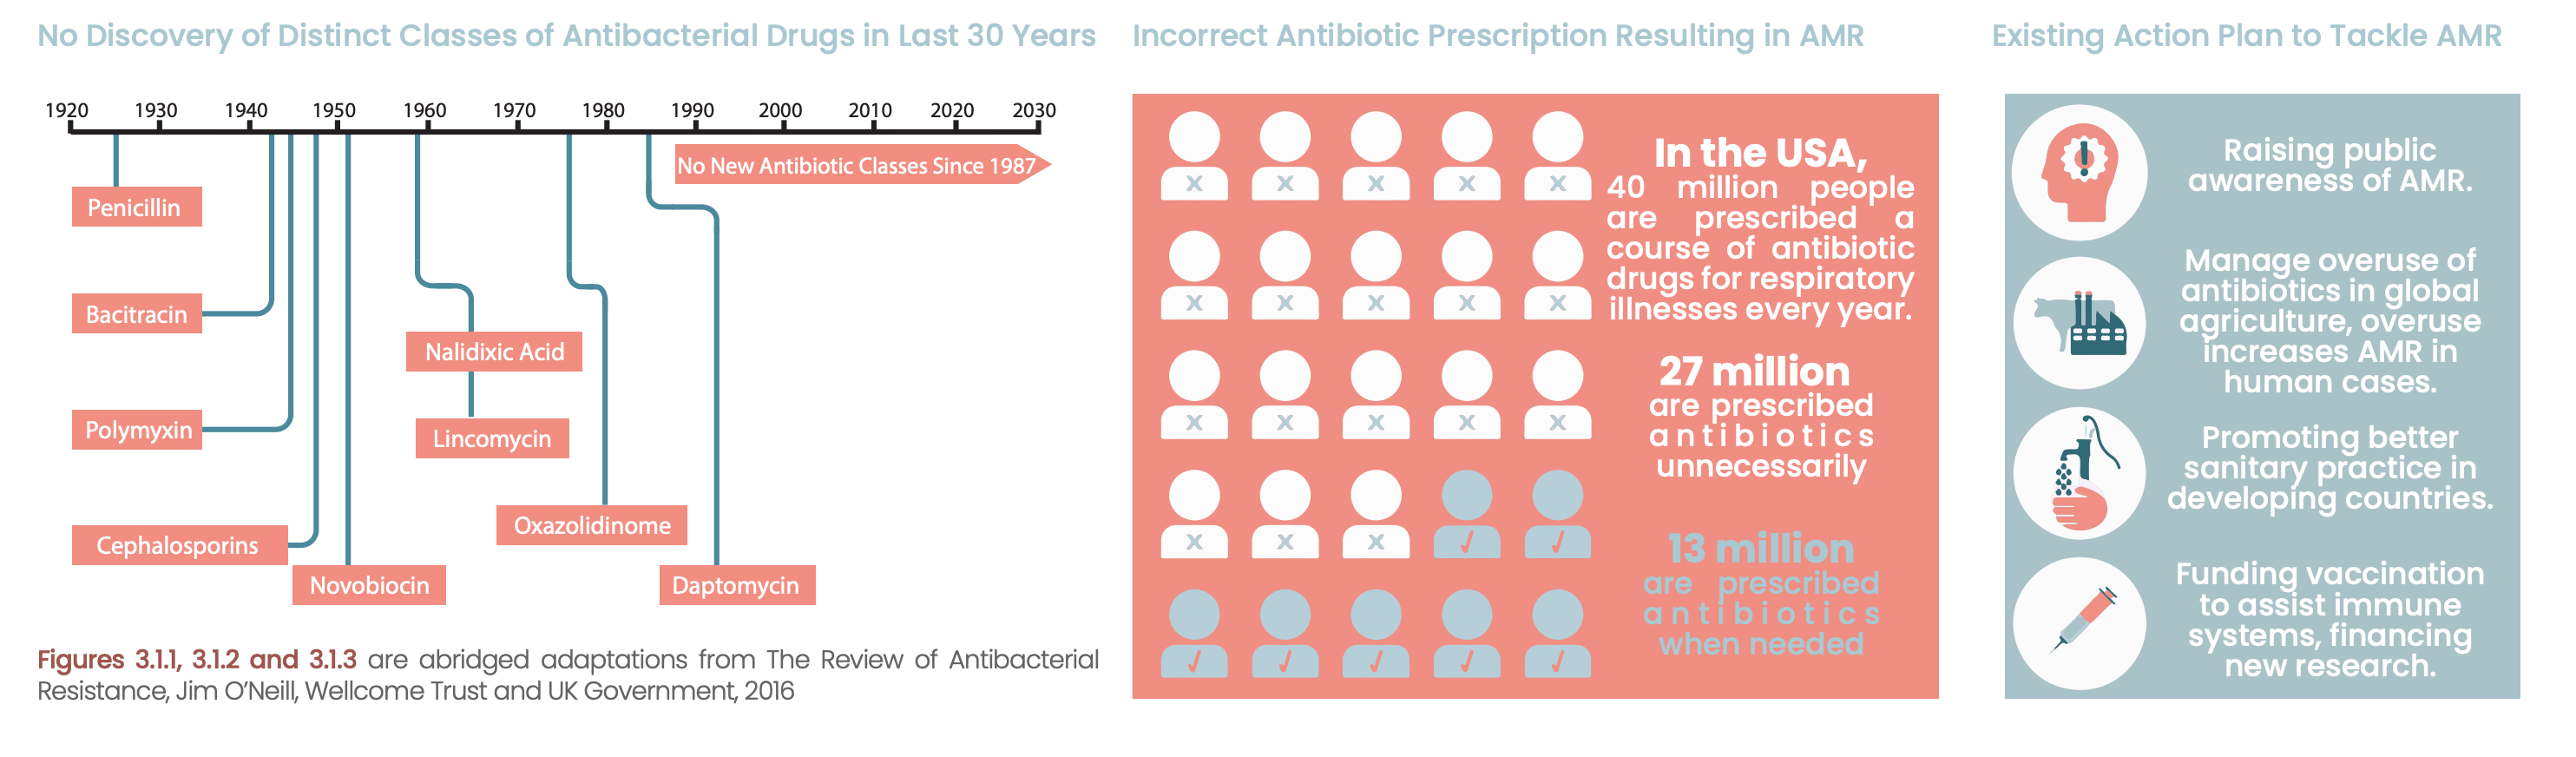 No Discovery of Distinct Classes of Antibacterial Drugs in Last 30 Years
1920 1930 1940 1950 1960 1970 1980 1990 2000 2010 2020 2030
No New Antibiotic Classes Since 1987
Penicillin
Bacitracin
Nalidixic Acid
Polymyxin
Lincomycin
Oxazolidinome
Cephalosporins
Novobiocin
Daptomycin
Figures 3.1.1, 3.1.2 and 3.1.3 are abridged adaptations from The Review of Antibacterial
Resistance, Jim O'Neill, Wellcome Trust and UK Government, 2016
Incorrect Antibiotic Prescription Resulting in AMR
x x x x x
x x x x x
x x x x x
x x x ✓ ✓
✓ ✓ ✓ ✓ ✓
In the USA,
40 million people
are prescribed a
course of antibiotic
drugs for respiratory
illnesses every year.
27 million
are prescribed
antibiotics
unnecessarily
13 million
are prescribed
antibiotics
when needed
Existing Action Plan to Tackle AMR
!
Raising public
awareness of AMR.
Manage overuse of
antibiotics in global
agriculture, overuse
increases AMR in
human cases.
Promoting better
sanitary practice in
developing countries.
Funding vaccination
to assist immune
systems, financing
new research.